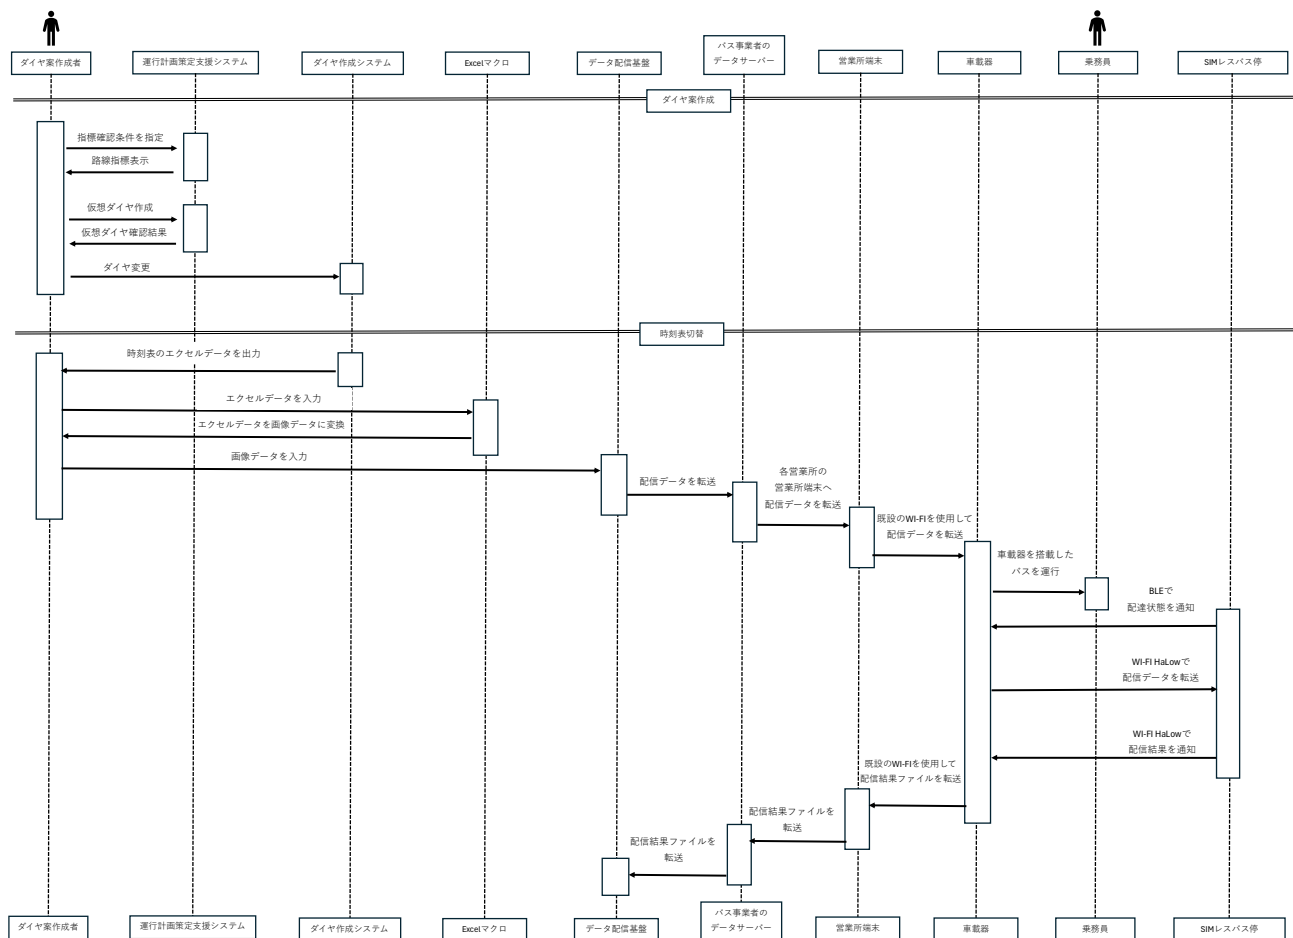 ダイヤ案作成者
運行計画策定支援システム
ダイヤ作成システム
Excelマクロ
データ配信基盤
バス事業者の
データサーバー
営業所端末
車載器
乗務員
SIMレスバス停
ダイヤ案作成
指標確認条件を指定
路線指標表示
仮想ダイヤ作成
仮想ダイヤ確認結果
ダイヤ変更
時刻表切替
時刻表のエクセルデータを出力
エクセルデータを入力
エクセルデータを画像データに変換
画像データを入力
配信データを転送
各営業所の
営業所端末へ
配信データを転送
既設のWI-FIを使用して
配信データを転送
車載器を搭載した
バスを運行
BLEで
配達状態を通知
WI-FI HaLowで
配信データを転送
WI-FI HaLowで
配信結果を通知
既設のWI-FIを使用して
配信結果ファイルを転送
配信結果ファイルを
転送
配信結果ファイルを
転送
ダイヤ案作成者
運行計画策定支援システム
ダイヤ作成システム
Excelマクロ
データ配信基盤
バス事業者の
データサーバー
営業所端末
車載器
乗務員
SIMレスバス停